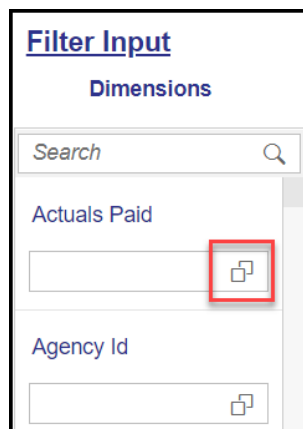 Filter Input
Dimensions
Search
Actuals Paid
Agency Id